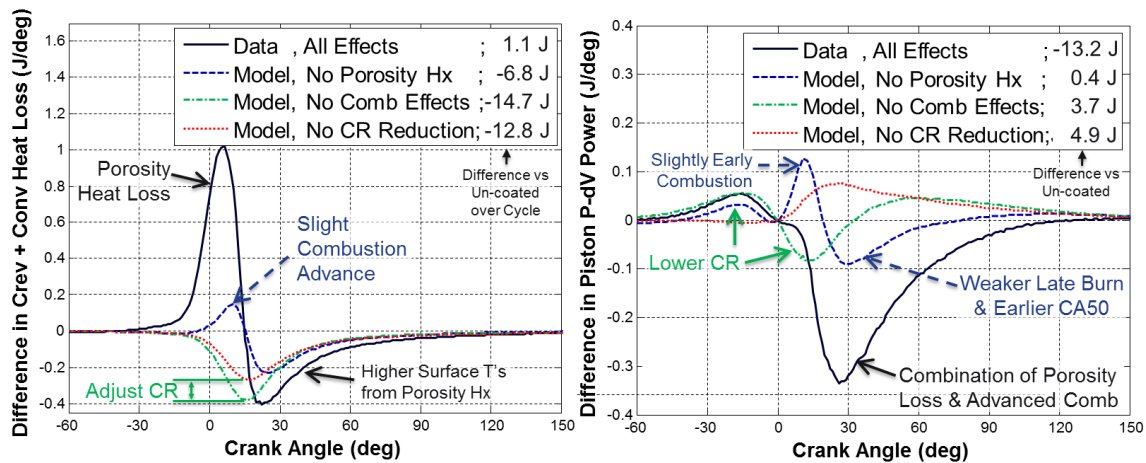 Difference in Crev + Conv Heat Loss (J/deg)
1.6
1.4
1.2
1
0.8
0.6
0.4
0.2
0
-0.2
-0.4
Data , All Effects ; 1.1 J
Model, No Porosity Hx ; -6.8 J
Model, No Comb Effects ; -14.7 J
Model, No CR Reduction; -12.8 J
Porosity
Heat Loss
Difference vs
Un-coated
over Cycle
Slight
Combustion
Advance
Adjust CR
Higher Surface T's
from Porosity Hx
-60 -30 0 30 60 90 120 150
Crank Angle (deg)
Difference in Piston P-dV Power (J/deg)
0.4
0.3
0.2
0.1
0
-0.1
-0.2
-0.3
-0.4
Data , All Effects ; -13.2 J
Model, No Porosity Hx ; 0.4 J
Model, No Comb Effects; 3.7 J
Model, No CR Reduction; 4.9 J
Slightly Early
Combustion
Difference vs
Un-coated
Lower CR
Weaker Late Burn
& Earlier CA50
Combination of Porosity
Loss & Advanced Comb
-60 -30 0 30 60 90 120 150
Crank Angle (deg)